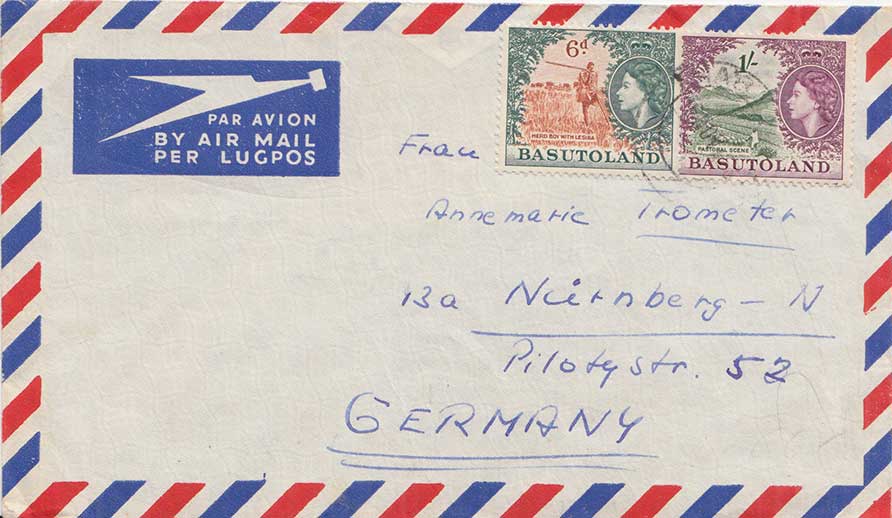 PAR AVION
BY AIR MAIL
PER LUGPOS
6d
HERD BOY WITH LESIBA
BASUTOLAND
1/-
PASTORAL SCENE
BASUTOLAND
Frau
Annemarie Trometer
13a Nürnberg - N
Pilotystr. 52
GERMANY